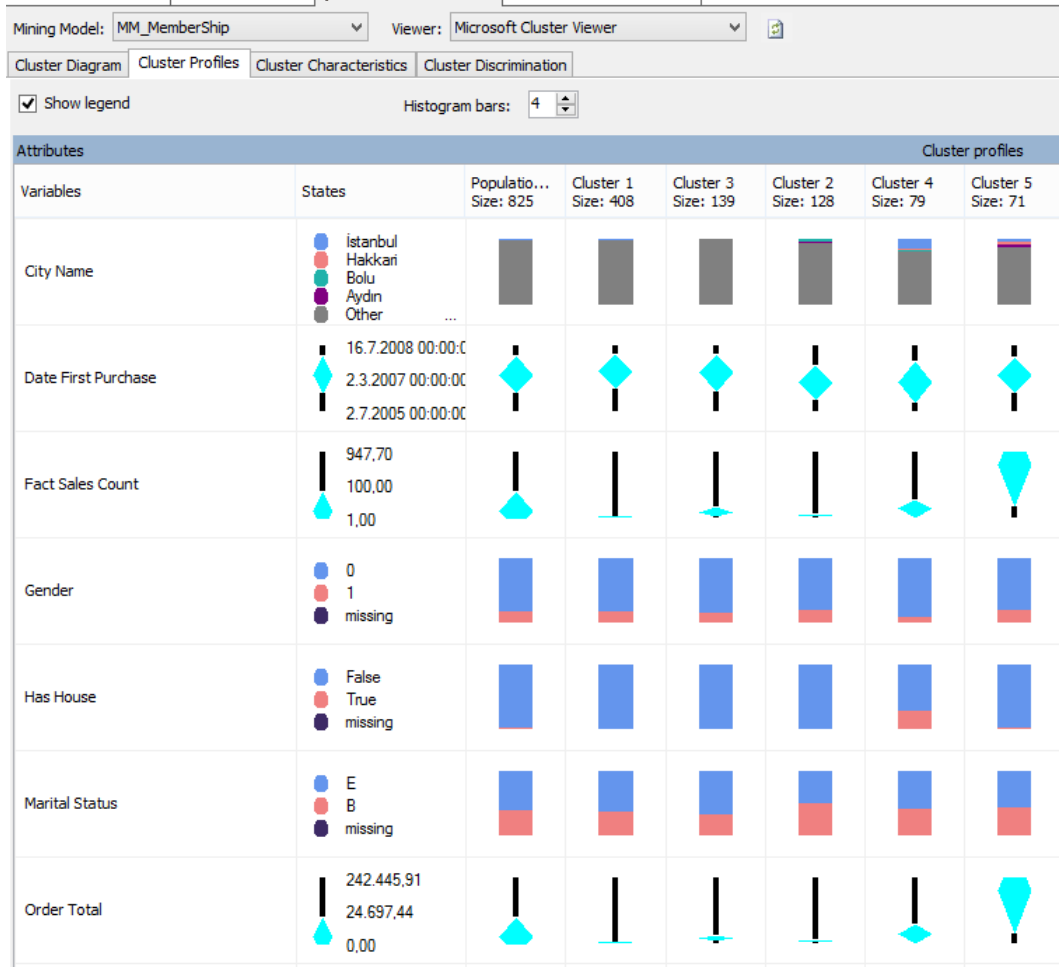 Mining Model: MM_MemberShip Viewer: Microsoft Cluster Viewer
Cluster Diagram Cluster Profiles Cluster Characteristics Cluster Discrimination
Show legend Histogram bars: 4
Attributes Cluster profiles
Variables States Populatio... Size: 825 Cluster 1 Size: 408 Cluster 3 Size: 139 Cluster 2 Size: 128 Cluster 4 Size: 79 Cluster 5 Size: 71
City Name
İstanbul
Hakkari
Bolu
Aydın
Other ...
Date First Purchase
16.7.2008 00:00:0
2.3.2007 00:00:00
2.7.2005 00:00:00
Fact Sales Count
947,70
100,00
1,00
Gender
0
1
missing
Has House
False
True
missing
Marital Status
E
B
missing
Order Total
242.445,91
24.697,44
0,00